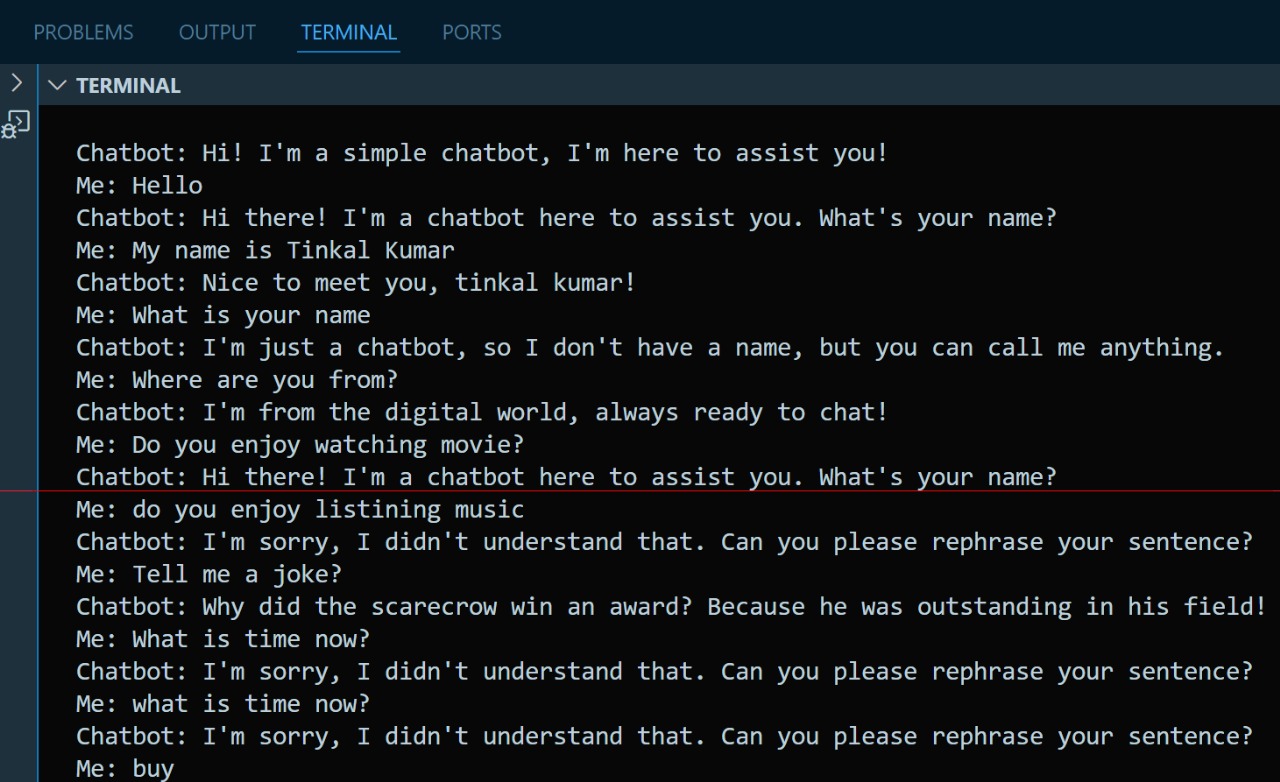 PROBLEMS OUTPUT TERMINAL PORTS
TERMINAL
Chatbot: Hi! I'm a simple chatbot, I'm here to assist you!
Me: Hello
Chatbot: Hi there! I'm a chatbot here to assist you. What's your name?
Me: My name is Tinkal Kumar
Chatbot: Nice to meet you, tinkal kumar!
Me: What is your name
Chatbot: I'm just a chatbot, so I don't have a name, but you can call me anything.
Me: Where are you from?
Chatbot: I'm from the digital world, always ready to chat!
Me: Do you enjoy watching movie?
Chatbot: Hi there! I'm a chatbot here to assist you. What's your name?
Me: do you enjoy listining music
Chatbot: I'm sorry, I didn't understand that. Can you please rephrase your sentence?
Me: Tell me a joke?
Chatbot: Why did the scarecrow win an award? Because he was outstanding in his field!
Me: What is time now?
Chatbot: I'm sorry, I didn't understand that. Can you please rephrase your sentence?
Me: what is time now?
Chatbot: I'm sorry, I didn't understand that. Can you please rephrase your sentence?
Me: buy